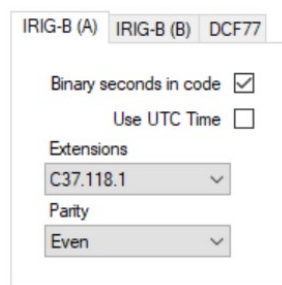 IRIG-B (A) IRIG-B (B) DCF77
Binary seconds in code
Use UTC Time
Extensions
C37.118.1
Parity
Even